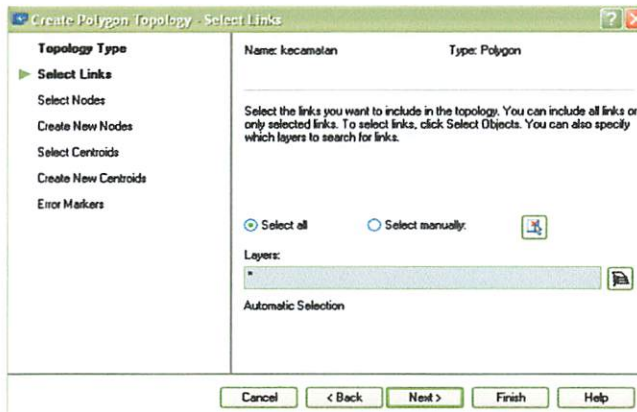 Create Polygon Topology - Select Links
Topology Type
Select Links
Select Nodes
Create New Nodes
Select Centroids
Create New Centroids
Error Markers
Name: kecamatan
Type: Polygon
Select the links you want to include in the topology. You can include all links or
only selected links. To select links, click Select Objects. You can also specify
which layers to search for links.
Select all
Select manually:
Layers:
*
Automatic Selection
Cancel
< Back
Next >
Finish
Help